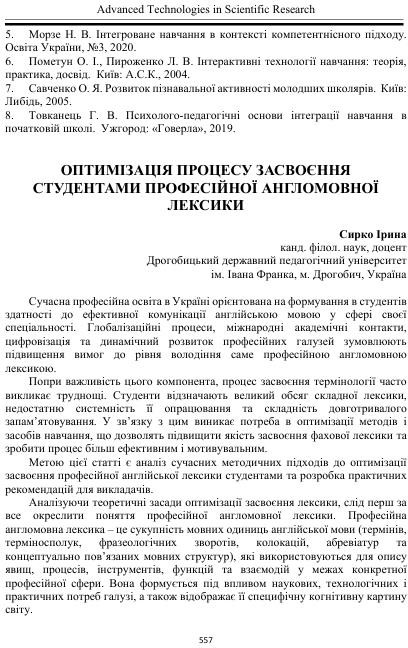 Advanced Technologies in Scientific Research
5. Морзе Н. В. Інтегроване навчання в контексті компетентнісного підходу.
Освіта України, №3, 2020.
6. Пометун О. І., Пироженко Л. В. Інтерактивні технології навчання: теорія,
практика, досвід. Київ: А.С.К., 2004.
7. Савченко О. Я. Розвиток пізнавальної активності молодших школярів. Київ:
Либідь, 2005.
8. Товканець Г. В. Психолого-педагогічні основи інтеграції навчання в
початковій школі. Ужгород: «Говерла», 2019.
ОПТИМІЗАЦІЯ ПРОЦЕСУ ЗАСВОЄННЯ
СТУДЕНТАМИ ПРОФЕСІЙНОЇ АНГЛОМОВНОЇ
ЛЕКСИКИ
Сирко Ірина
канд. філол. наук, доцент
Дрогобицький державний педагогічний університет
ім. Івана Франка, м. Дрогобич, Україна
Сучасна професійна освіта в Україні орієнтована на формування в студентів
здатності до ефективної комунікації англійською мовою у сфері своєї
спеціальності. Глобалізаційні процеси, міжнародні академічні контакти,
цифровізація та динамічний розвиток професійних галузей зумовлюють
підвищення вимог до рівня володіння саме професійною англомовною
лексикою.
Попри важливість цього компонента, процес засвоєння термінології часто
викликає труднощі. Студенти відзначають великий обсяг складної лексики,
недостатню системність її опрацювання та складність довготривалого
запам’ятовування. У зв’язку з цим виникає потреба в оптимізації методів і
засобів навчання, що дозволять підвищити якість засвоєння фахової лексики та
зробити процес більш ефективним і мотивувальним.
Метою цієї статті є аналіз сучасних методичних підходів до оптимізації
засвоєння професійної англійської лексики студентами та розробка практичних
рекомендацій для викладачів.
Аналізуючи теоретичні засади оптимізації засвоєння лексики, слід перш за
все окреслити поняття професійної англомовної лексики. Професійна
англомовна лексика – це сукупність мовних одиниць англійської мови (термінів,
терміносполук, фразеологічних зворотів, колокацій, абревіатур та
концептуально пов’язаних мовних структур), які використовуються для опису
явищ, процесів, інструментів, функцій та взаємодій у межах конкретної
професійної сфери. Вона формується під впливом наукових, технологічних і
практичних потреб галузі, а також відображає її специфічну когнітивну картину
світу.
557